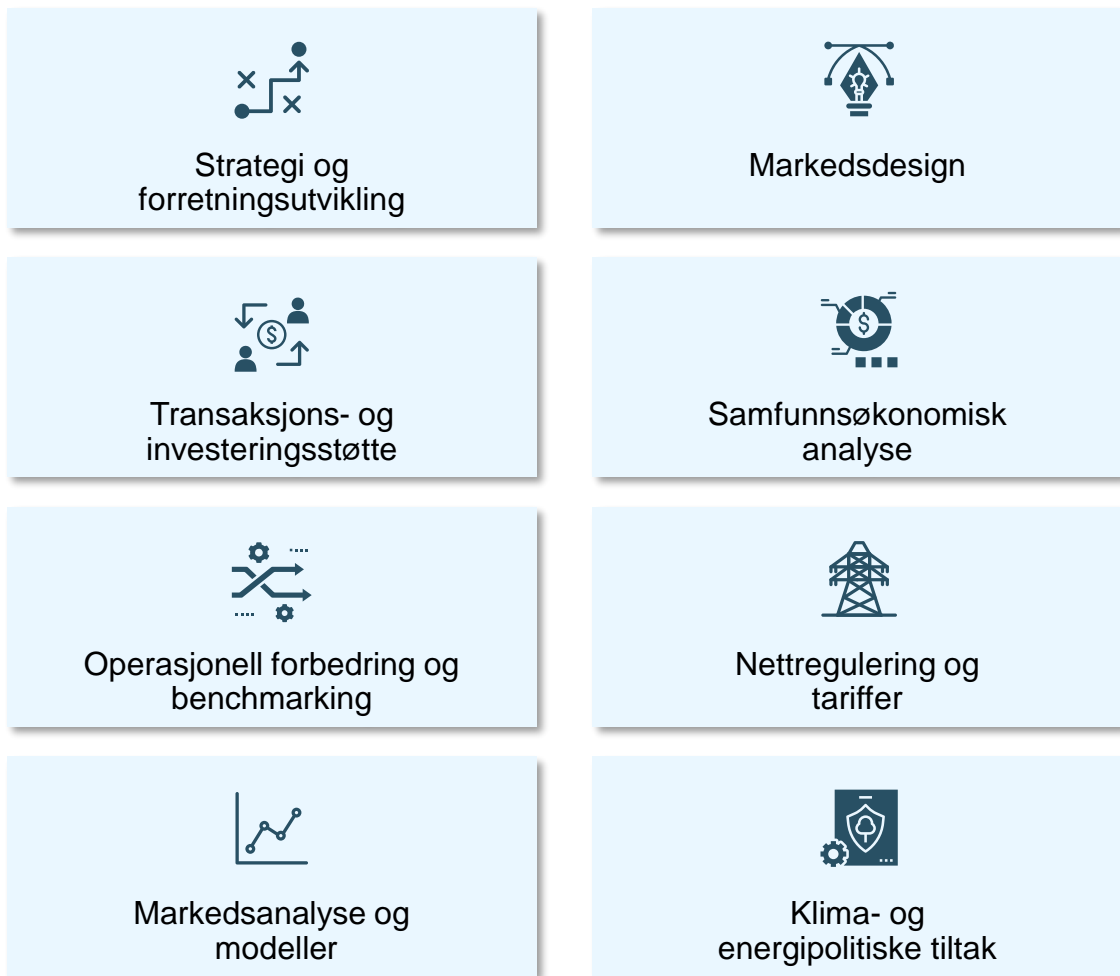 Strategi og
forretningsutvikling
Markedsdesign
Transaksjons- og
investeringsstøtte
Samfunnsøkonomisk
analyse
Operasjonell forbedring og
benchmarking
Nettregulering og
tariffer
Markedsanalyse og
modeller
Klima- og
energipolitiske tiltak